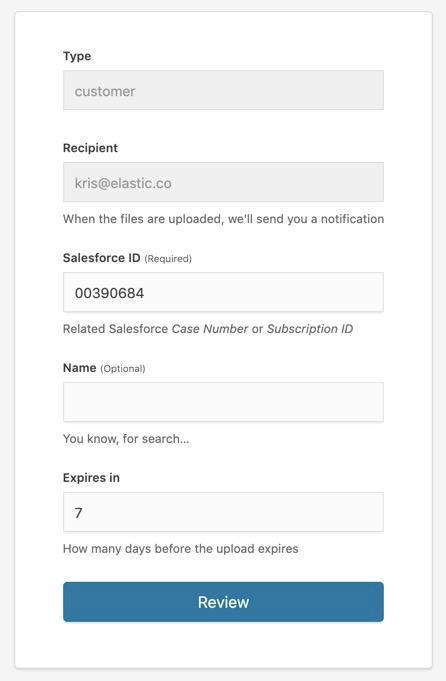 Type
customer
Recipient
kris@elastic.co
When the files are uploaded, we'll send you a notification
Salesforce ID (Required)
00390684
Related Salesforce Case Number or Subscription ID
Name (Optional)
You know, for search...
Expires in
7
How many days before the upload expires
Review